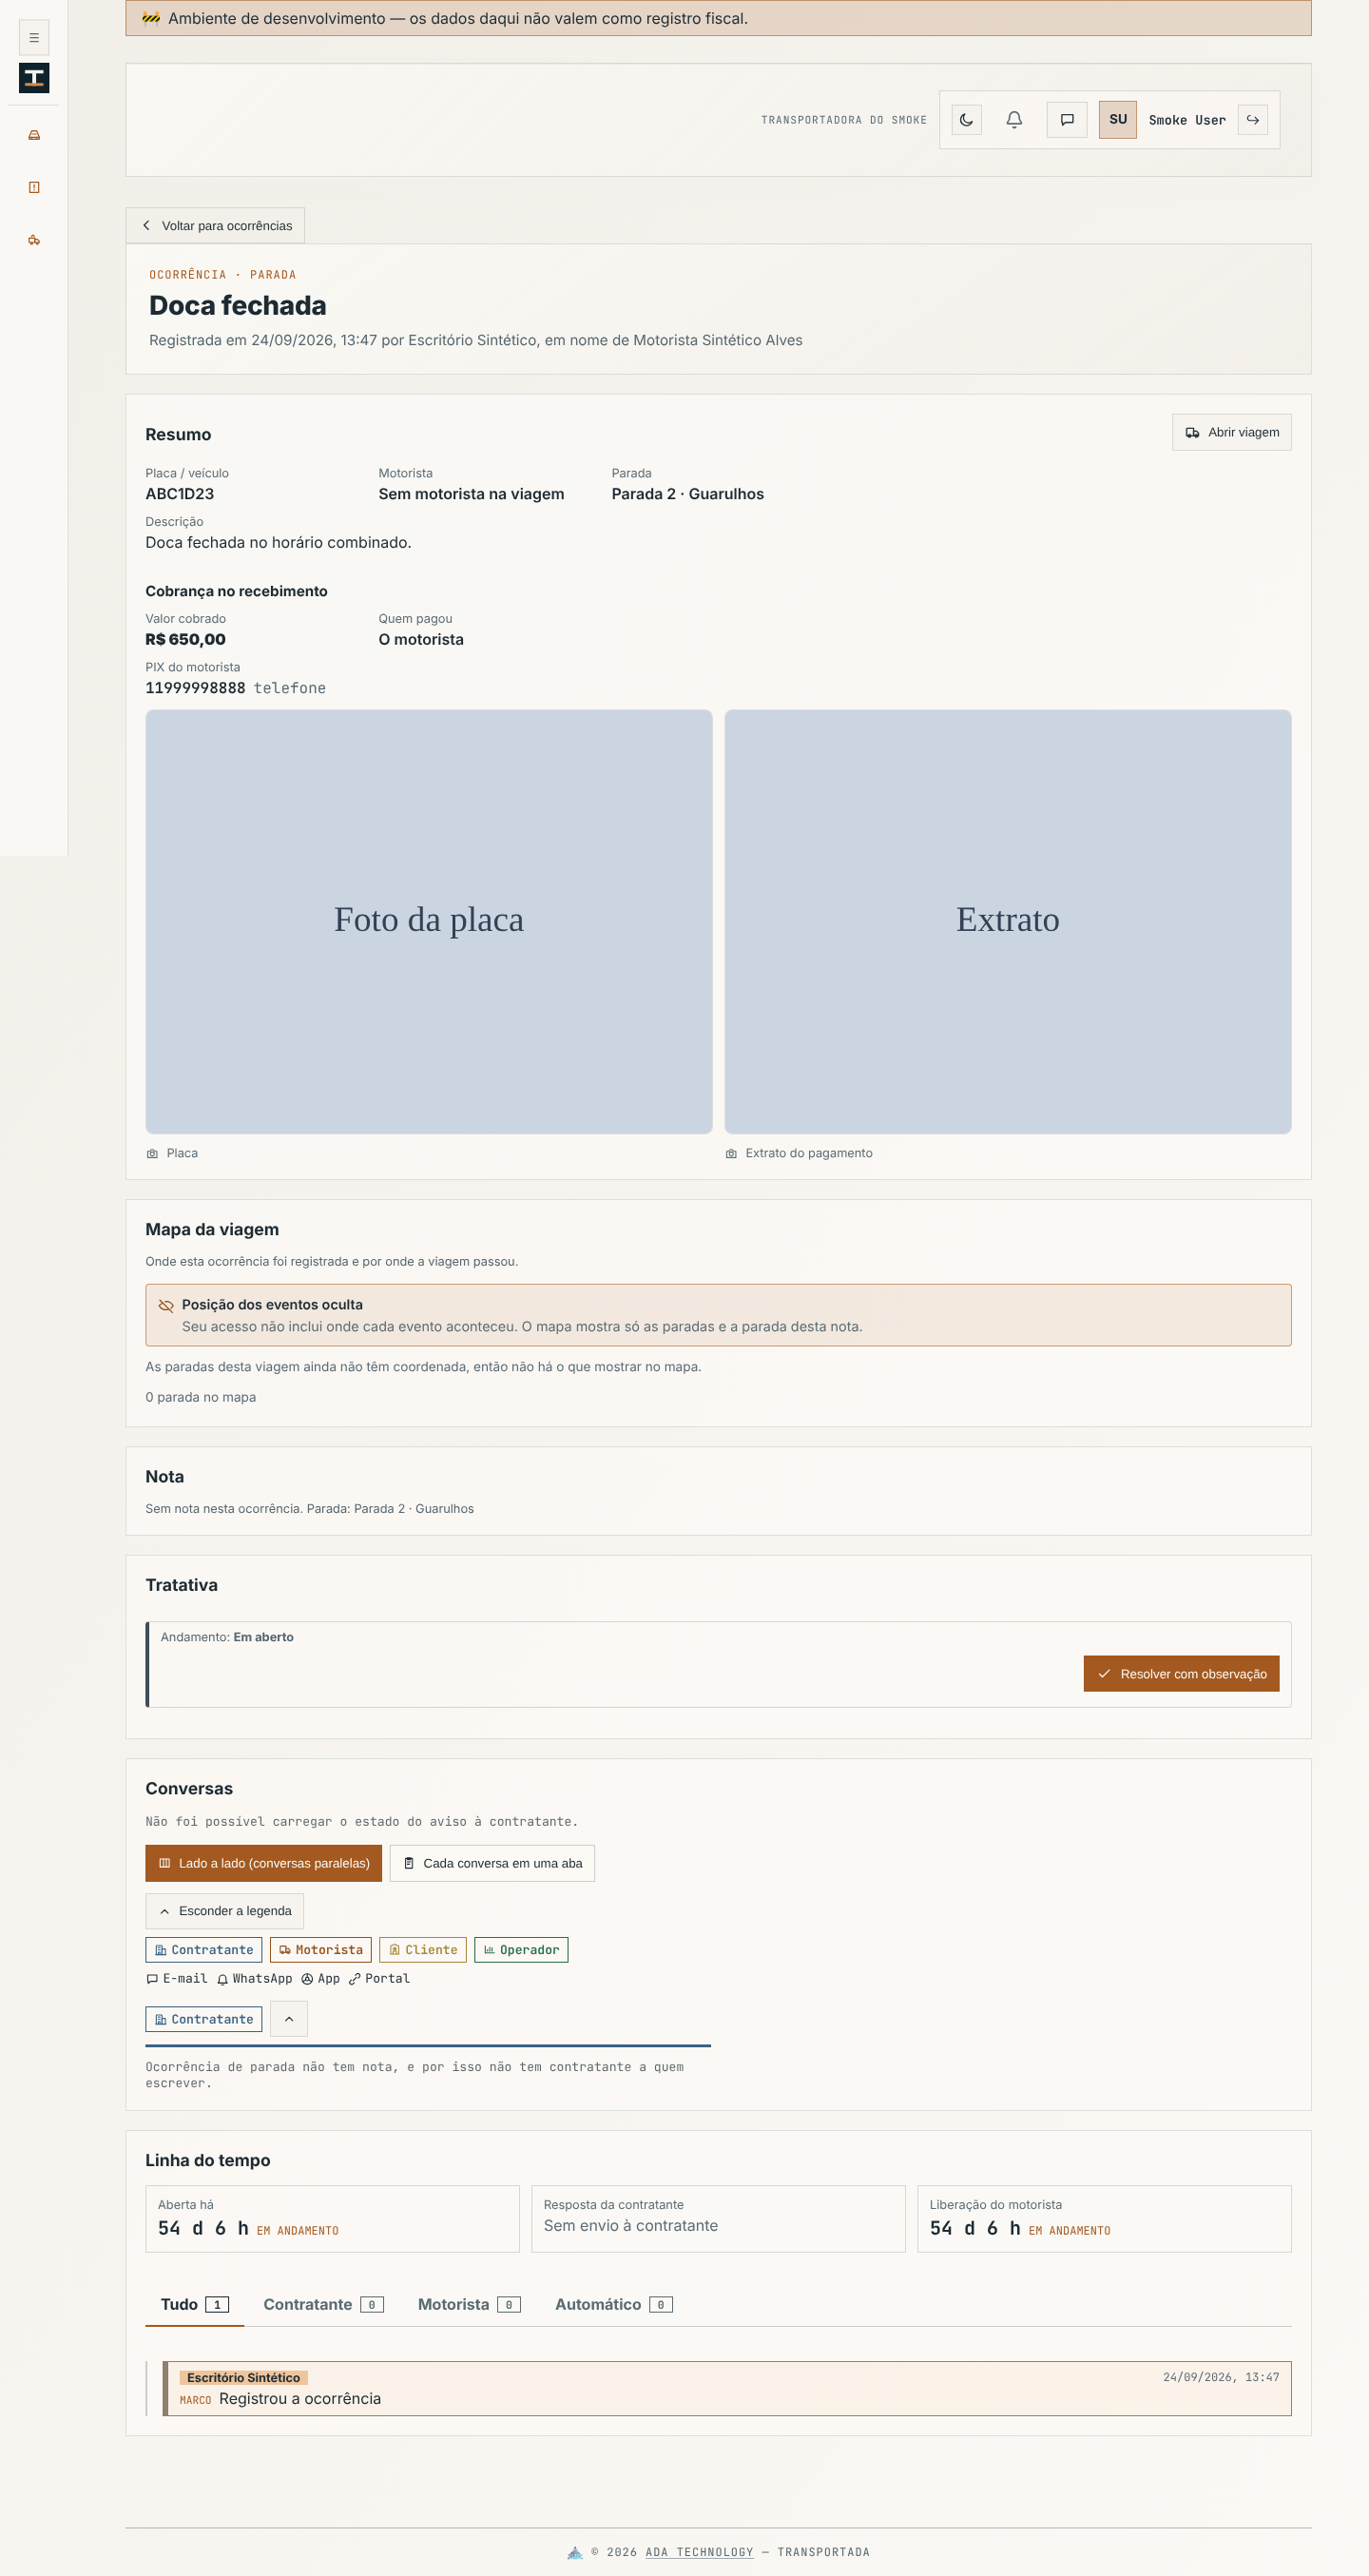 🚧 Ambiente de desenvolvimento — os dados daqui não valem como registro fiscal.
TRANSPORTADORA DO SMOKE
SU
Smoke User
Voltar para ocorrências
OCORRÊNCIA · PARADA
Doca fechada
Registrada em 24/09/2026, 13:47 por Escritório Sintético, em nome de Motorista Sintético Alves
Resumo
Abrir viagem
Placa / veículo
ABC1D23
Motorista
Sem motorista na viagem
Parada
Parada 2 · Guarulhos
Descrição
Doca fechada no horário combinado.
Cobrança no recebimento
Valor cobrado
R$ 650,00
Quem pagou
O motorista
PIX do motorista
11999998888 telefone
Foto da placa
Extrato
Placa
Extrato do pagamento
Mapa da viagem
Onde esta ocorrência foi registrada e por onde a viagem passou.
Posição dos eventos oculta
Seu acesso não inclui onde cada evento aconteceu. O mapa mostra só as paradas e a parada desta nota.
As paradas desta viagem ainda não têm coordenada, então não há o que mostrar no mapa.
0 parada no mapa
Nota
Sem nota nesta ocorrência. Parada: Parada 2 · Guarulhos
Tratativa
Andamento: Em aberto
Resolver com observação
Conversas
Não foi possível carregar o estado do aviso à contratante.
Lado a lado (conversas paralelas)
Cada conversa em uma aba
Esconder a legenda
Contratante
Motorista
Cliente
Operador
E-mail
WhatsApp
App
Portal
Contratante
Ocorrência de parada não tem nota, e por isso não tem contratante a quem
escrever.
Linha do tempo
Aberta há
54 d 6 h EM ANDAMENTO
Resposta da contratante
Sem envio à contratante
Liberação do motorista
54 d 6 h EM ANDAMENTO
Tudo 1
Contratante 0
Motorista 0
Automático 0
Escritório Sintético
24/09/2026, 13:47
MARCO Registrou a ocorrência
© 2026 ADA TECHNOLOGY — TRANSPORTADA